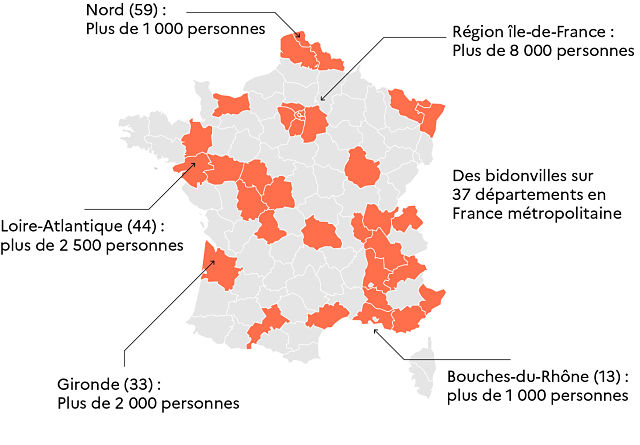 Nord (59) :
Plus de 1 000 personnes
Région île-de-France :
Plus de 8 000 personnes
Des bidonvilles sur
37 départements en
France métropolitaine
Loire-Atlantique (44) :
plus de 2 500 personnes
Gironde (33) :
Plus de 2 000 personnes
Bouches-du-Rhône (13) :
plus de 1 000 personnes